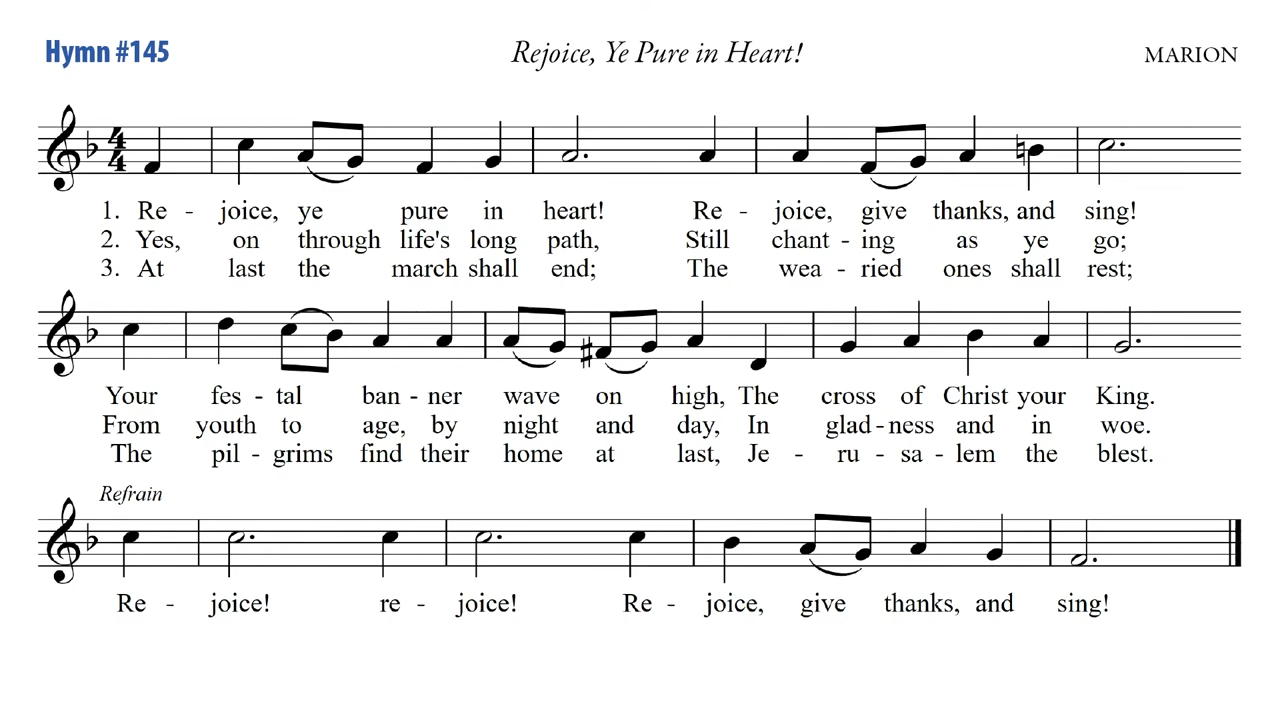 Hymn #145 Rejoice, Ye Pure in Heart! MARION
4 4
1. Re - joice, ye pure in heart! Re - joice, give thanks, and sing!
2. Yes, on through life's long path, Still chant - ing as ye go;
3. At last the march shall end; The wea - ried ones shall rest;
Your fes - tal ban - ner wave on high, The cross of Christ your King.
From youth to age, by night and day, In glad - ness and in woe.
The pil - grims find their home at last, Je - ru - sa - lem the blest.
Refrain
Re - joice! re - joice! Re - joice, give thanks, and sing!